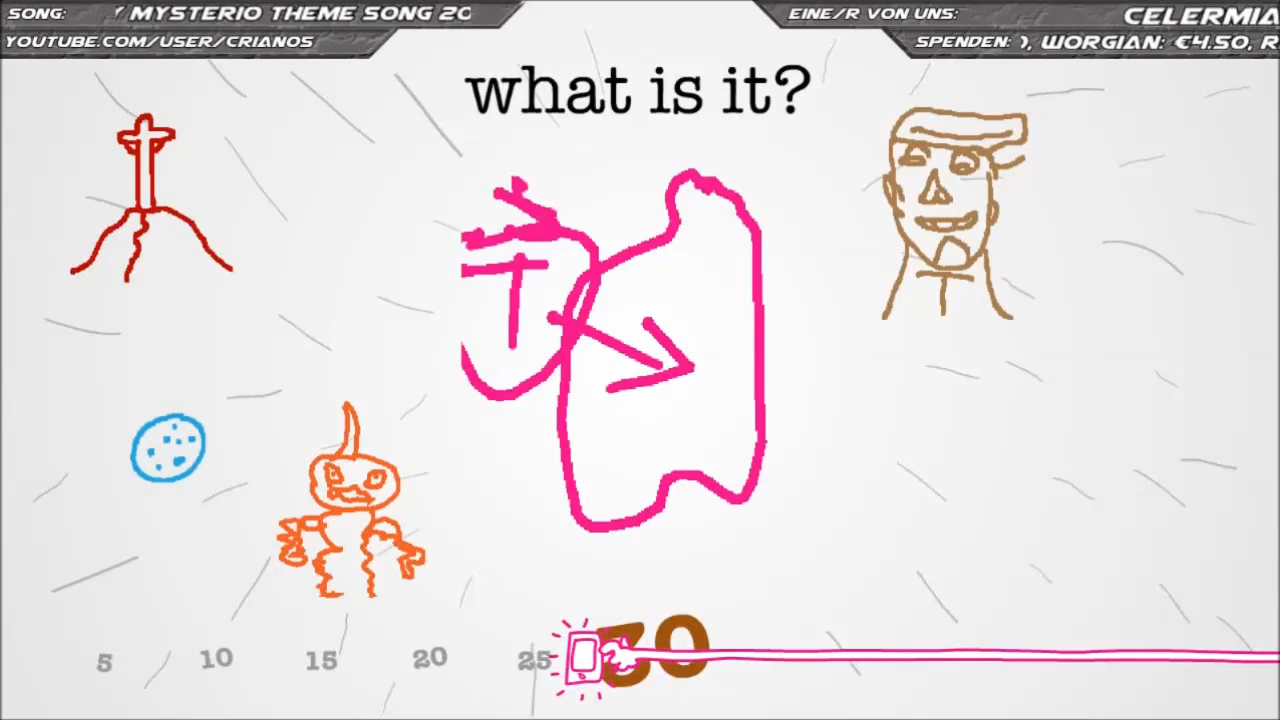 SONG: MYSTERIO THEME SONG 20
YOUTUBE.COM/USER/CRIANOS
EINE/R VON UNS: CELERMIA
SPENDEN: ), WORGIAN: €4.50, R
what is it?
5 10 15 20 25 30